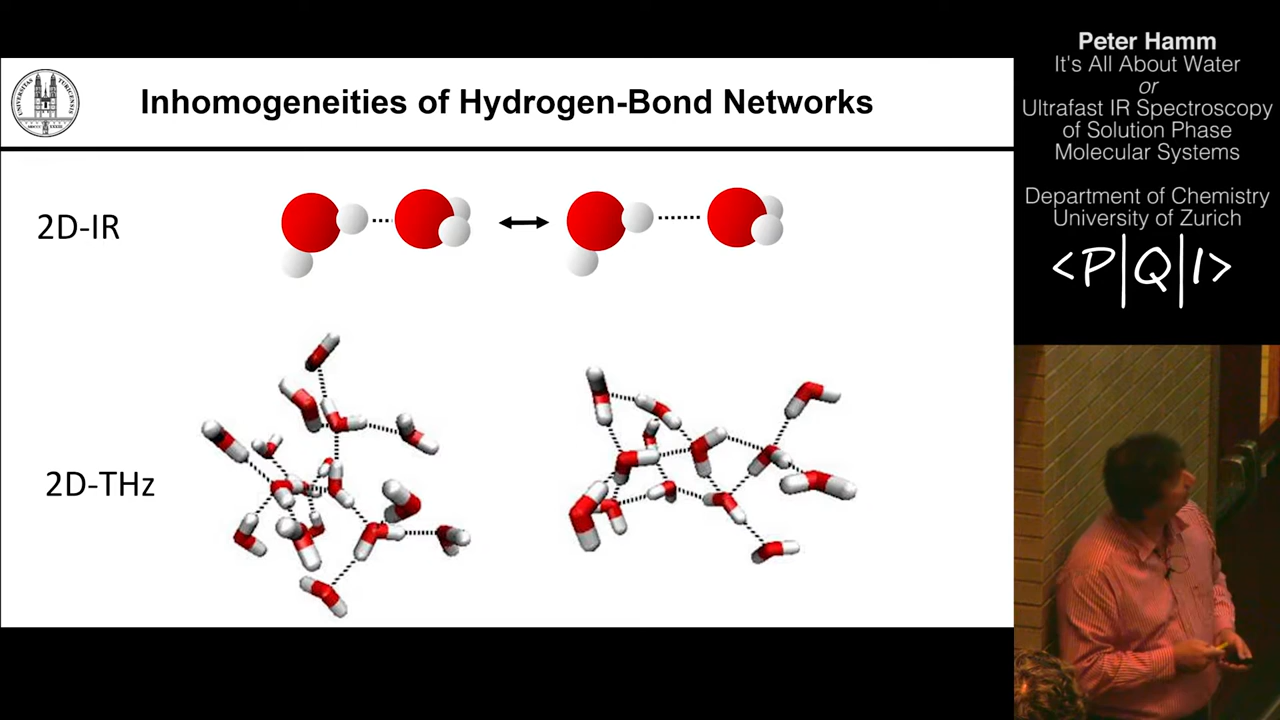 Inhomogeneities of Hydrogen-Bond Networks
2D-IR
2D-THz
Peter Hamm
It's All About Water
or
Ultrafast IR Spectroscopy
of Solution Phase
Molecular Systems
Department of Chemistry
University of Zurich
<P|Q|I>